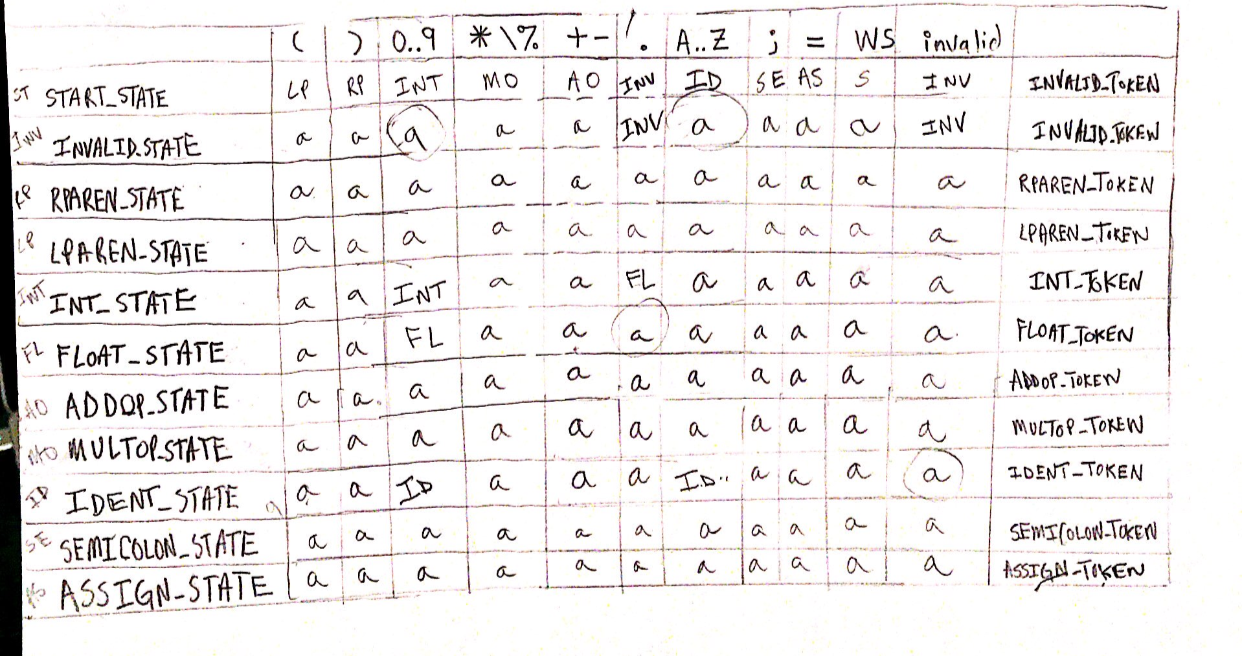 ( ) 0..9 *\% +- . A..Z ; = WS invalid
ST START_STATE LP RP INT MO AO INV ID SE AS S INV INVALID_TOKEN
INV INVALID_STATE a a a a a INV a a a a INV INVALID_TOKEN
RP RPAREN_STATE a a a a a a a a a a a RPAREN_TOKEN
LP LPAREN_STATE a a a a a a a a a a a LPAREN_TOKEN
INT INT_STATE a a INT a a FL a a a a a INT_TOKEN
FL FLOAT_STATE a a FL a a a a a a a a. FLOAT_TOKEN
AO ADDOP_STATE a a. a a a a a a a a a ADDOP_TOKEN
MO MULTOP_STATE a a a a a a a a a a a MULTOP_TOKEN
ID IDENT_STATE a a ID a a a ID a a a a IDENT_TOKEN
SE SEMICOLON_STATE a a a a a a a a a a a SEMICOLON_TOKEN
AS ASSIGN_STATE a a a a a a a a a a a ASSIGN_TOKEN